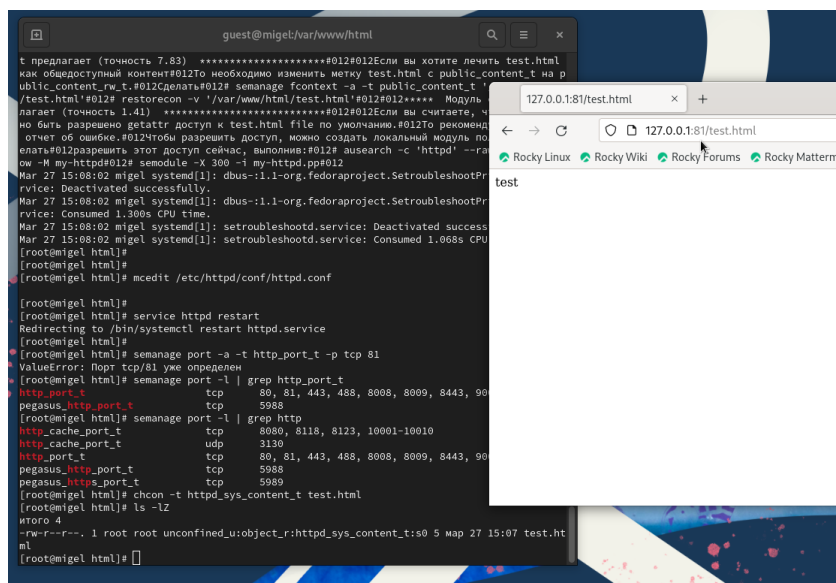 guest@migel:/var/www/html
t предлагает (точность 7.83)  *********************#012#012Если вы хотите лечить test.html
как общедоступный контент#012То необходимо изменить метку test.html с public_content_t на p
ublic_content_rw_t.#012Сделать#012# semanage fcontext -a -t public_content_t '
/test.html'#012# restorecon -v '/var/www/html/test.html'#012#012*****  Модуль
лагает (точность 1.41)  *********************#012#012Если вы считаете, ч
но быть разрешено getattr доступ к test.html file по умолчанию.#012То рекоменд
 отчет об ошибке.#012Чтобы разрешить доступ, можно создать локальный модуль пол
елать#012разрешить этот доступ сейчас, выполнив:#012# ausearch -c 'httpd' --ra
ow -M my-httpd#012# semodule -X 300 -i my-httpd.pp#012
Mar 27 15:08:02 migel systemd[1]: dbus-:1.1-org.fedoraproject.SetroubleshootPr
rvice: Deactivated successfully.
Mar 27 15:08:02 migel systemd[1]: dbus-:1.1-org.fedoraproject.SetroubleshootPr
rvice: Consumed 1.300s CPU time.
Mar 27 15:08:02 migel systemd[1]: setroubleshootd.service: Deactivated success
Mar 27 15:08:02 migel systemd[1]: setroubleshootd.service: Consumed 1.068s CPU
[root@migel html]#
[root@migel html]#
[root@migel html]# mcedit /etc/httpd/conf/httpd.conf
[root@migel html]#
[root@migel html]# service httpd restart
Redirecting to /bin/systemctl restart httpd.service
[root@migel html]#
[root@migel html]# semanage port -a -t http_port_t -p tcp 81
ValueError: Порт tcp/81 уже определен
[root@migel html]# semanage port -l | grep http_port_t
http_port_t                    tcp      80, 81, 443, 488, 8008, 8009, 8443, 90
pegasus_http_port_t            tcp      5988
[root@migel html]# semanage port -l | grep http
http_cache_port_t              tcp      8080, 8118, 8123, 10001-10010
http_cache_port_t              udp      3130
http_port_t                    tcp      80, 81, 443, 488, 8008, 8009, 8443, 90
pegasus_http_port_t            tcp      5988
pegasus_https_port_t           tcp      5989
[root@migel html]# chcon -t httpd_sys_content_t test.html
[root@migel html]# ls -lZ
итого 4
-rw-r--r--. 1 root root unconfined_u:object_r:httpd_sys_content_t:s0 5 мар 27 15:07 test.ht
ml
[root@migel html]#
127.0.0.1:81/test.html
127.0.0.1:81/test.html
Rocky Linux Rocky Wiki Rocky Forums Rocky Matterm
test